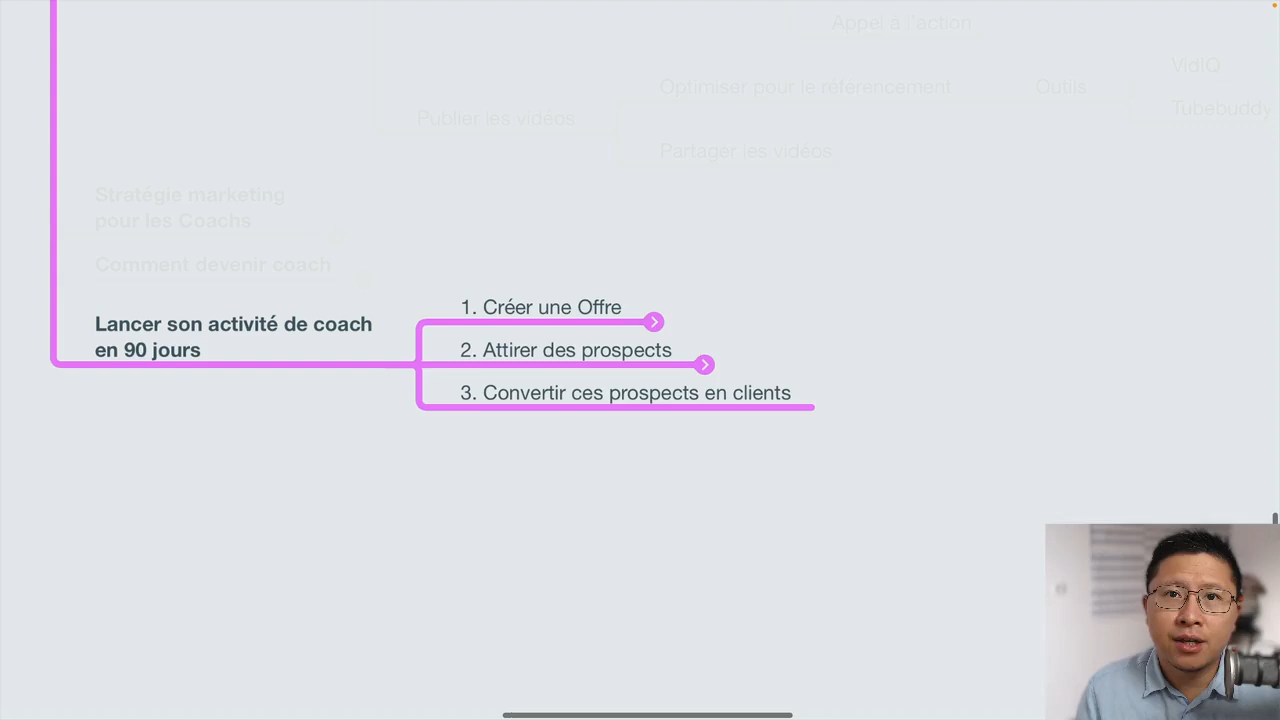 Appel à l'action
VidIQ
Optimiser pour le référencement
Outils
Tubebuddy
Publier les vidéos
Partager les vidéos
Stratégie marketing
pour les Coachs
Comment devenir coach
Lancer son activité de coach
en 90 jours
1. Créer une Offre
2. Attirer des prospects
3. Convertir ces prospects en clients